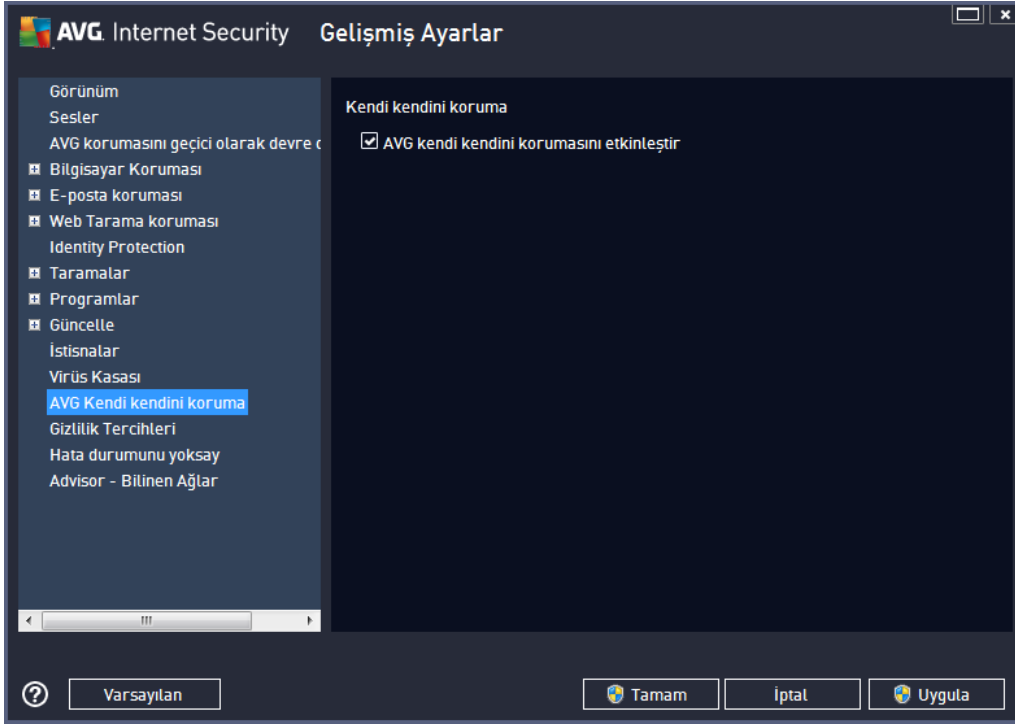 AVG. Internet Security Gelişmiş Ayarlar
Görünüm
Sesler
AVG korumasını geçici olarak devre
Bilgisayar Koruması
E-posta koruması
Web Tarama koruması
Identity Protection
Taramalar
Programlar
Güncelle
İstisnalar
Virüs Kasası
AVG Kendi kendini koruma
Gizlilik Tercihleri
Hata durumunu yoksay
Advisor - Bilinen Ağlar
Kendi kendini koruma
AVG kendi kendini korumasını etkinleştir
Varsayılan
Tamam
İptal
Uygula